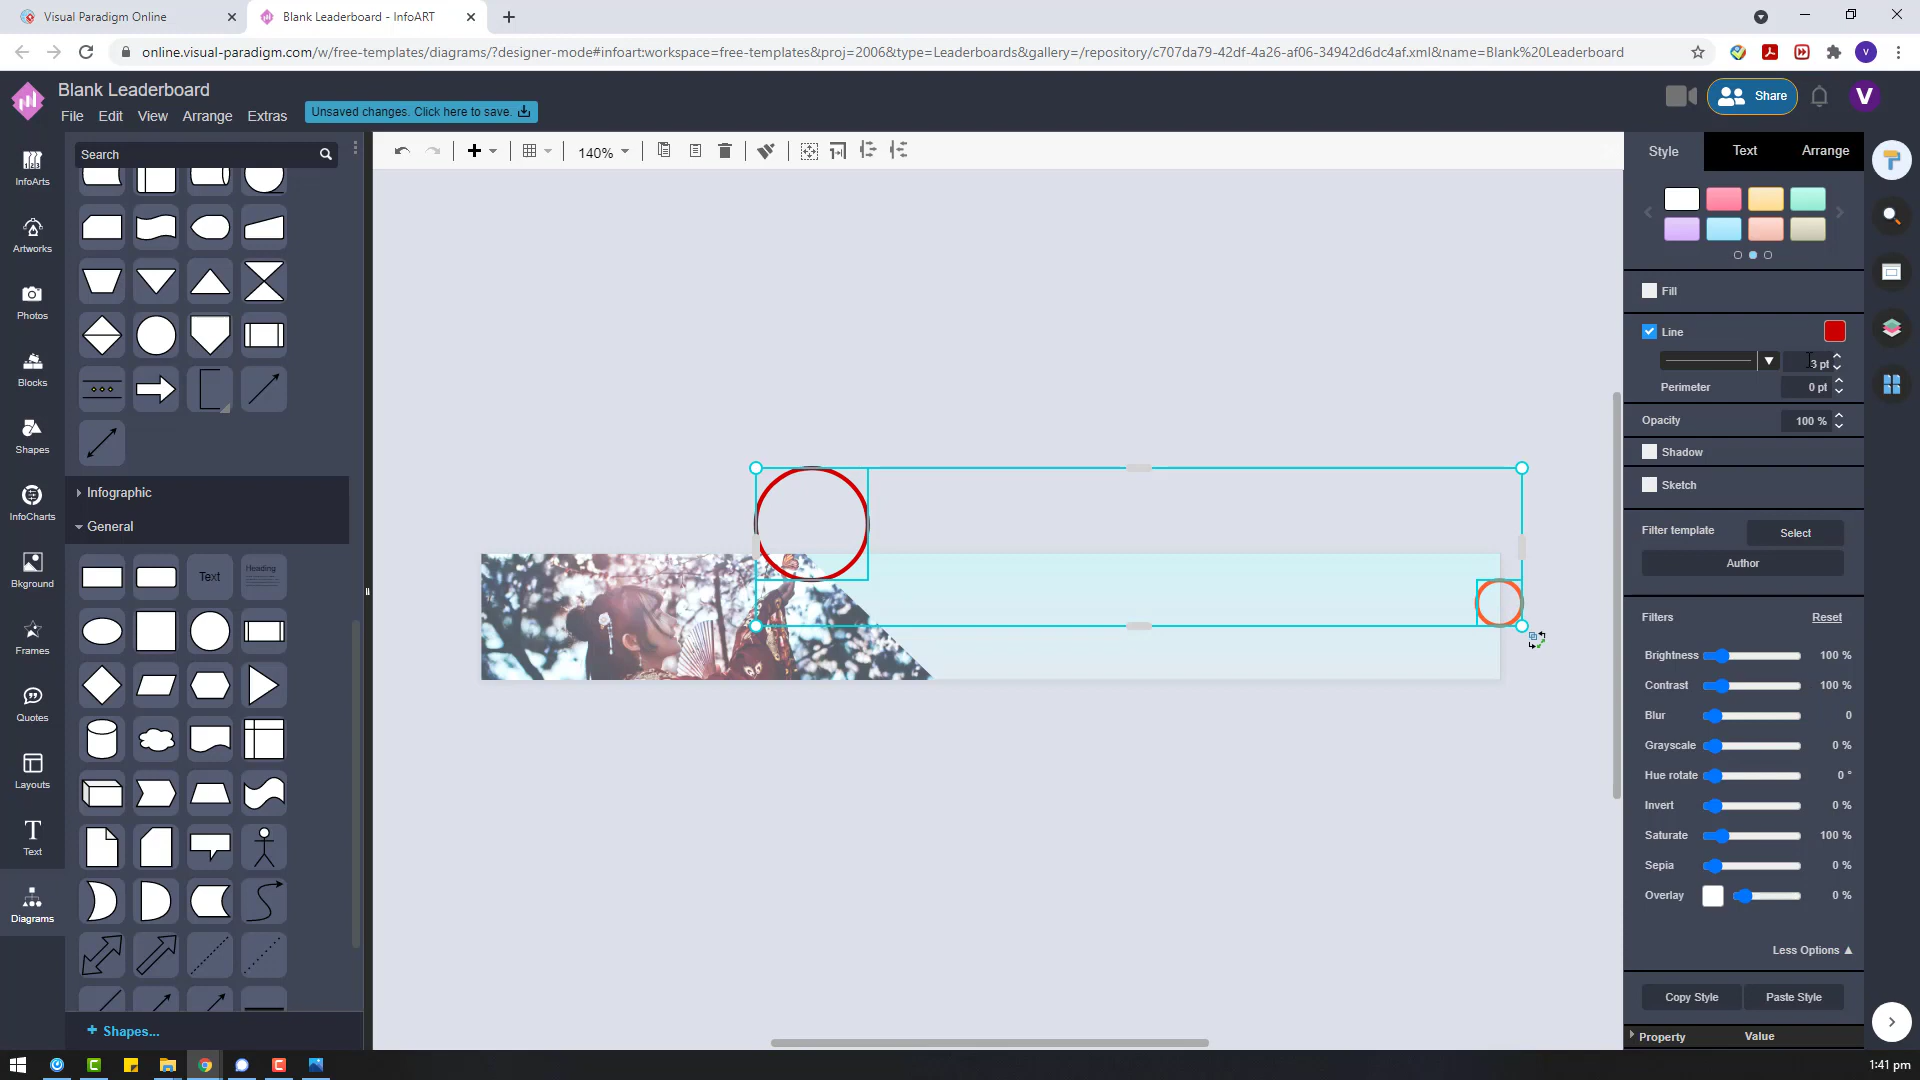 Visual Paradigm Online
Blank Leaderboard - InfoART
online.visual-paradigm.com/w/free-templates/diagrams/?designer-mode#infoart:workspace=free-templates&proj=2006&type=Leaderboards&gallery=/repository/c707da79-42df-4a26-af06-34942d6dc4af.xml&name=Blank%20Leaderboard
V
Blank Leaderboard
File Edit View Arrange Extras
Unsaved changes. Click here to save.
Share
V
InfoArts
Artworks
Photos
Blocks
Shapes
InfoCharts
Bkground
Frames
Quotes
Layouts
Text
Diagrams
Search
Infographic
General
Text
Heading
Shapes...
140%
Style Text Arrange
Fill
Line
3 pt
Perimeter 0 pt
Opacity 100 %
Shadow
Sketch
Filter template Select
Author
Filters Reset
Brightness 100 %
Contrast 100 %
Blur 0
Grayscale 0 %
Hue rotate 0 °
Invert 0 %
Saturate 100 %
Sepia 0 %
Overlay 0 %
Less Options
Copy Style Paste Style
Property Value
1:41 pm